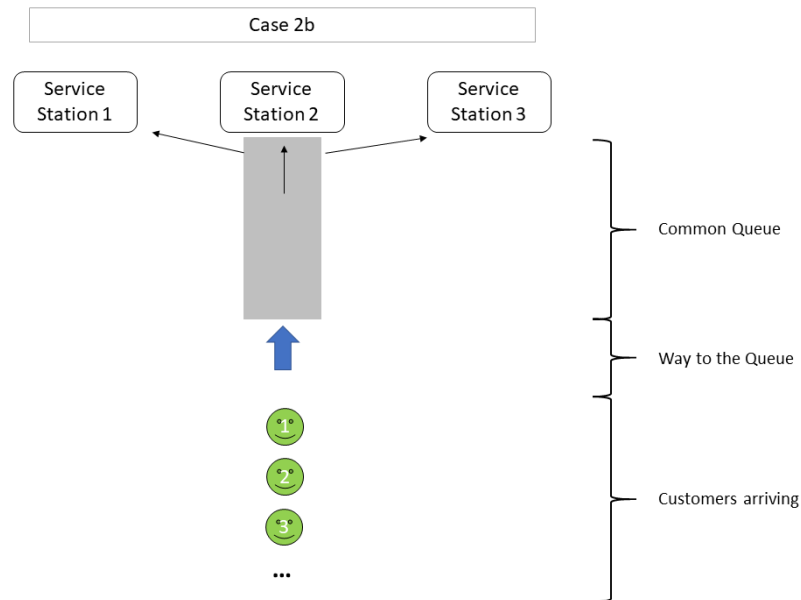 Case 2b
Service
Station 1
Service
Station 2
Service
Station 3
Common Queue
Way to the Queue
1
2
3
...
Customers arriving